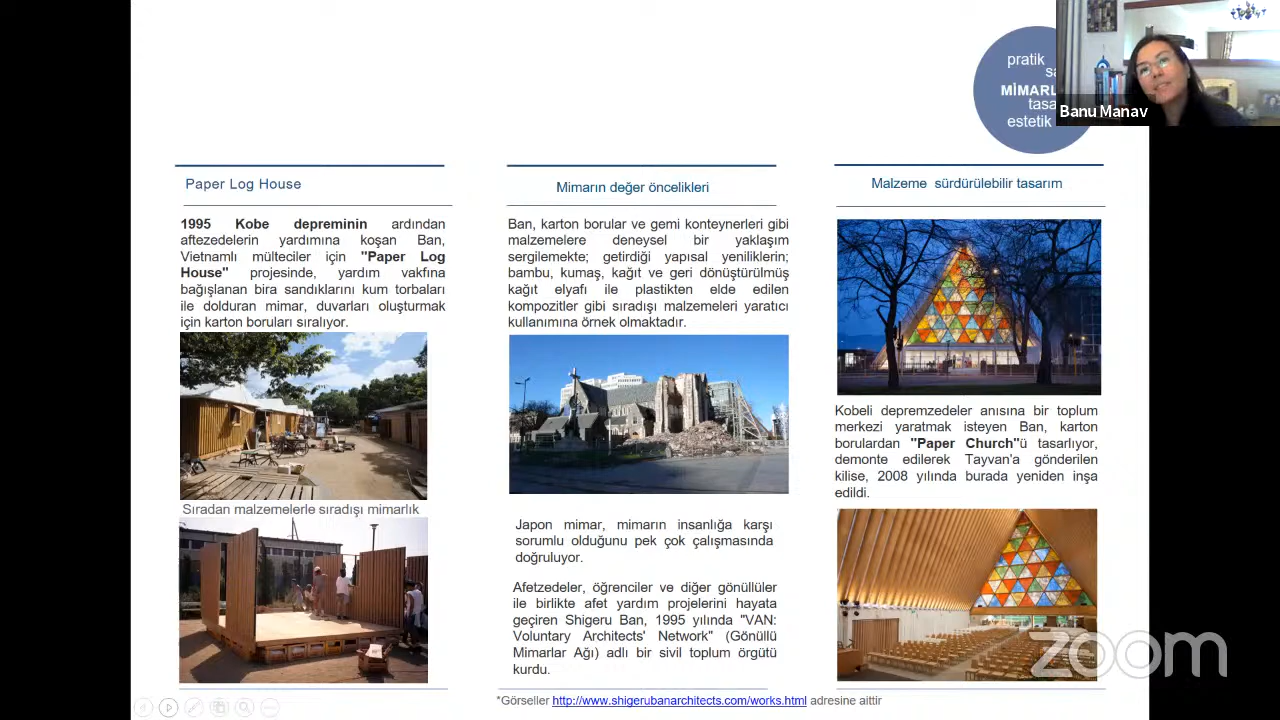 pratik
MİMARL
estetik
Banu Manav
Paper Log House
1995 Kobe depreminin ardından
aftezedelerin yardımına koşan Ban,
Vietnamlı mülteciler için "Paper Log
House" projesinde, yardım vakfına
bağışlanan bira sandıklarını kum torbaları
ile dolduran mimar, duvarları oluşturmak
için karton boruları sıralıyor.
Sıradan malzemelerle sıradışı mimarlık
Mimarın değer öncelikleri
Ban, karton borular ve gemi konteynerleri gibi
malzemelere deneysel bir yaklaşım
sergilemekte; getirdiği yapısal yeniliklerin;
bambu, kumaş, kağıt ve geri dönüştürülmüş
kağıt elyafı ile plastikten elde edilen
kompozitler gibi sıradışı malzemeleri yaratıcı
kullanımına örnek olmaktadır.
Japon mimar, mimarın insanlığa karşı
sorumlu olduğunu pek çok çalışmasında
doğruluyor.
Afetzedeler, öğrenciler ve diğer gönüllüler
ile birlikte afet yardım projelerini hayata
geçiren Shigeru Ban, 1995 yılında "VAN:
Voluntary Architects' Network" (Gönüllü
Mimarlar Ağı) adlı bir sivil toplum örgütü
kurdu.
Malzeme sürdürülebilir tasarım
Kobeli depremzedeler anısına bir toplum
merkezi yaratmak isteyen Ban, karton
borulardan "Paper Church"ü tasarlıyor,
demonte edilerek Tayvan'a gönderilen
kilise, 2008 yılında burada yeniden inşa
edildi.
*Görseller http://www.shigerubanarchitects.com/works.html adresine aittir
zoom